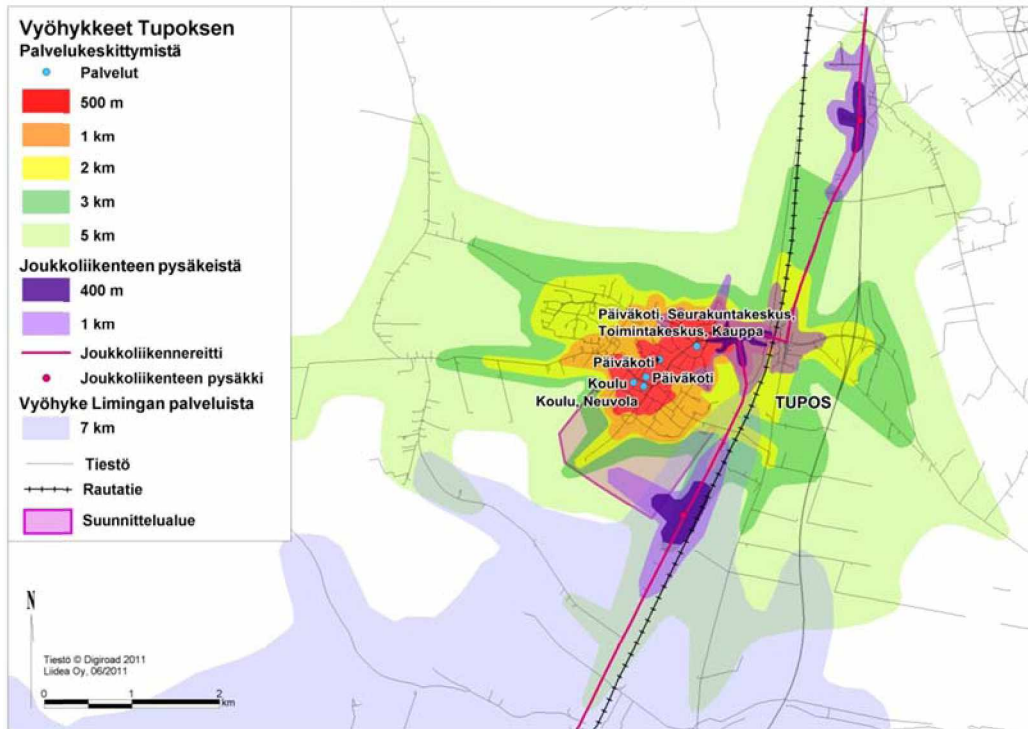 Vyöhykkeet Tupoksen
Palvelukeskittymistä
Palvelut
500 m
1 km
2 km
3 km
5 km
Joukkoliikenteen pysäkeistä
400 m
1 km
Joukkoliikennereitti
Joukkoliikenteen pysäkki
Vyöhyke Limingan palveluista
7 km
Tiestö
Rautatie
Suunnittelualue
N
Tiestö © Digiroad 2011
Liidea Oy, 06/2011
0 1 2
km
Päiväkoti, Seurakuntakeskus,
Toimintakeskus, Kauppa
Päiväkoti
Päiväkoti
Koulu
Koulu, Neuvola
TUPOS